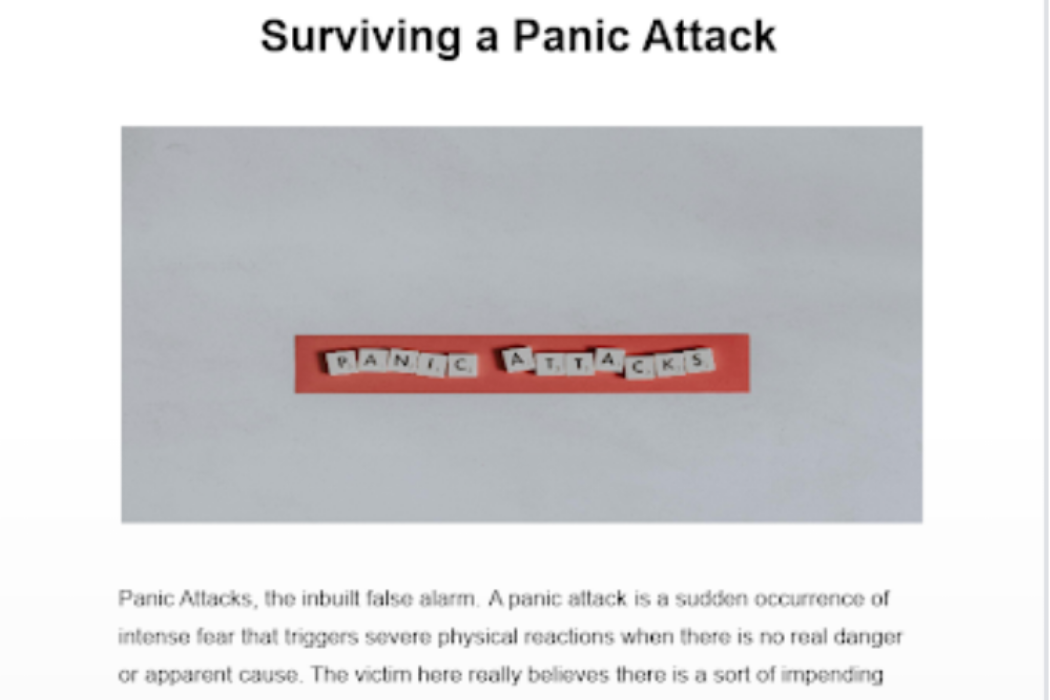 Surviving a Panic Attack
PANIC ATTACKS
Panic Attacks, the inbuilt false alarm. A panic attack is a sudden occurrence of
intense fear that triggers severe physical reactions when there is no real danger
or apparent cause. The victim here really believes there is a sort of impending